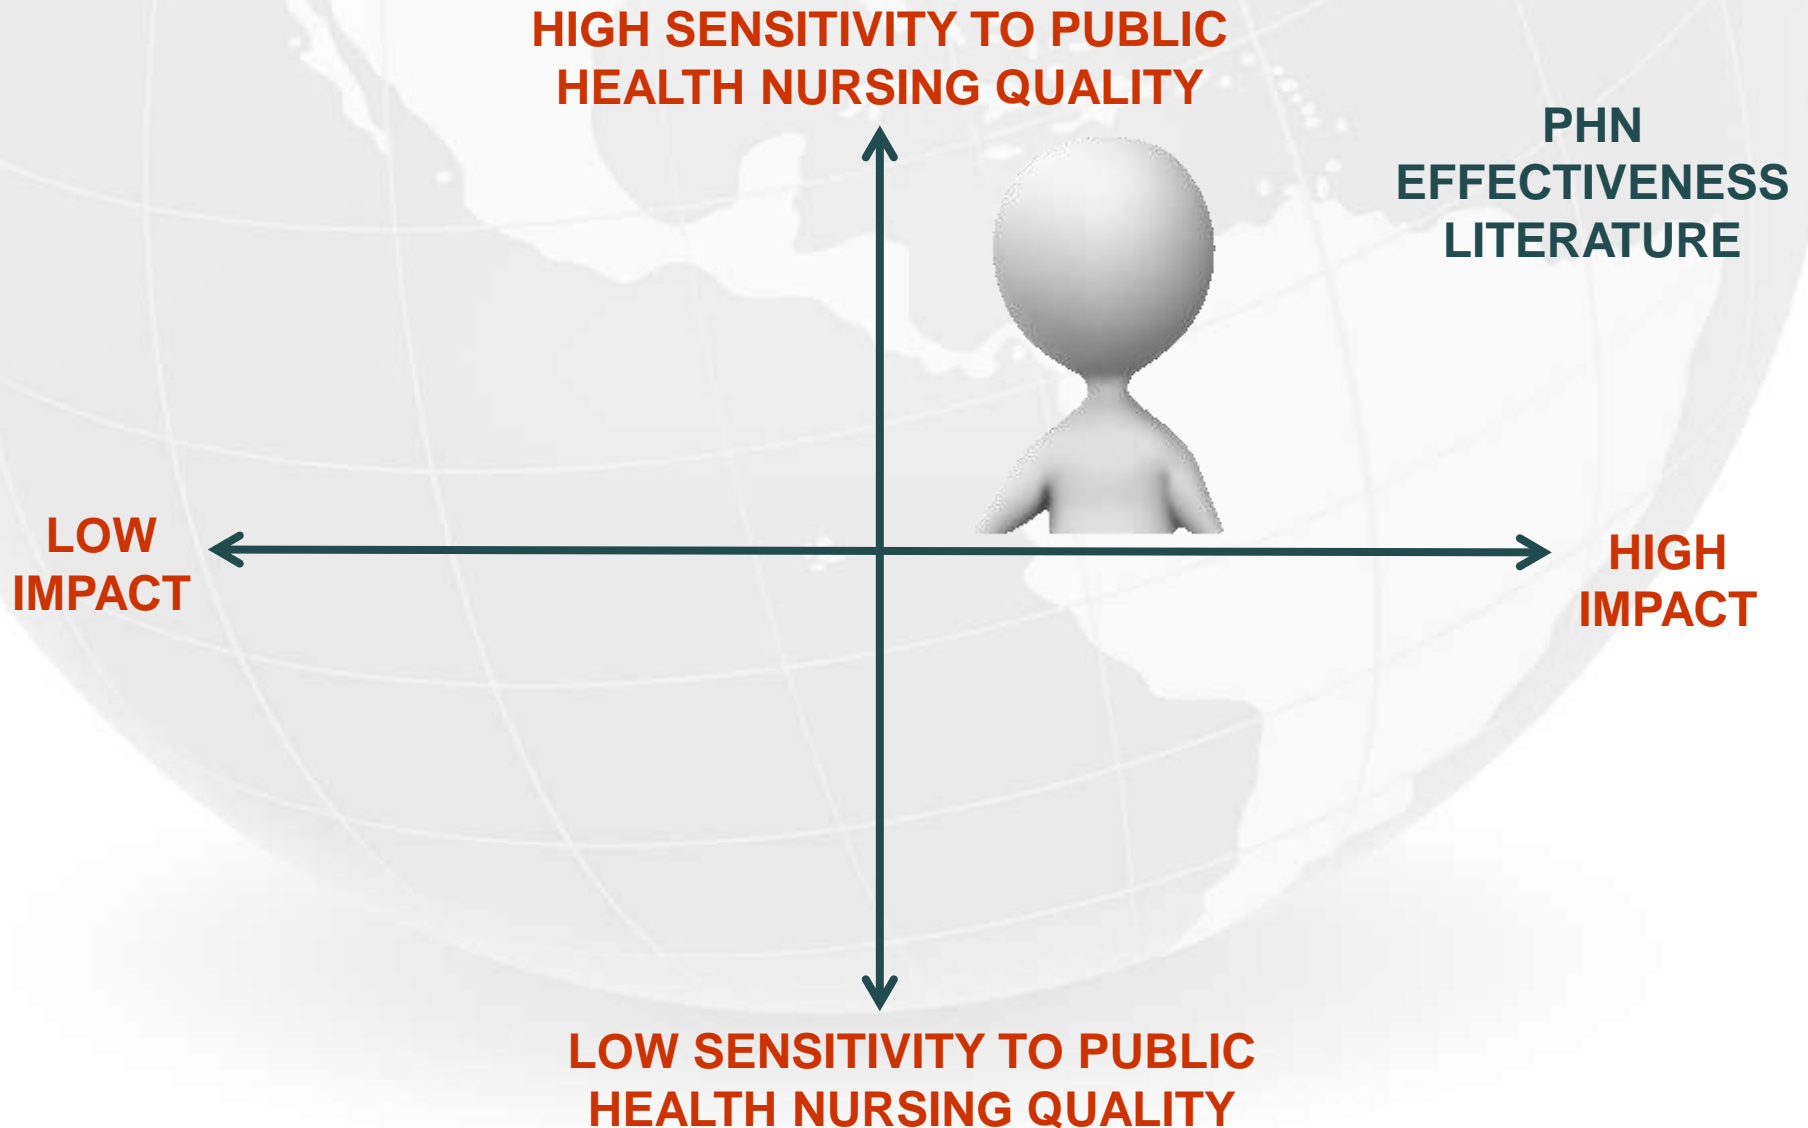 HIGH SENSITIVITY TO PUBLIC
HEALTH NURSING QUALITY
PHN
EFFECTIVENESS
LITERATURE
LOW
IMPACT
HIGH
IMPACT
LOW SENSITIVITY TO PUBLIC
HEALTH NURSING QUALITY